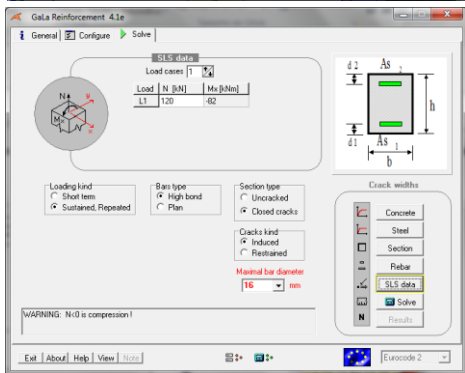 GaLa Reinforcement 4.1e
General Configure Solve
SLS data
Load cases 1
Load N [kN] Mx [kNm]
L1 120 -82
N
Mx
d 2 As 2
h
d 1 As 1
b
Loading kind
Short term
Sustained, Repeated
Bars type
High bond
Plan
Section type
Uncracked
Closed cracks
Cracks kind
Induced
Restrained
Maximal bar diameter
16 mm
Crack widths
Concrete
Steel
Section
Rebar
SLS data
Solve
N Results
WARNING: N<0 is compression !
Exit About Help View Note
Eurocode 2